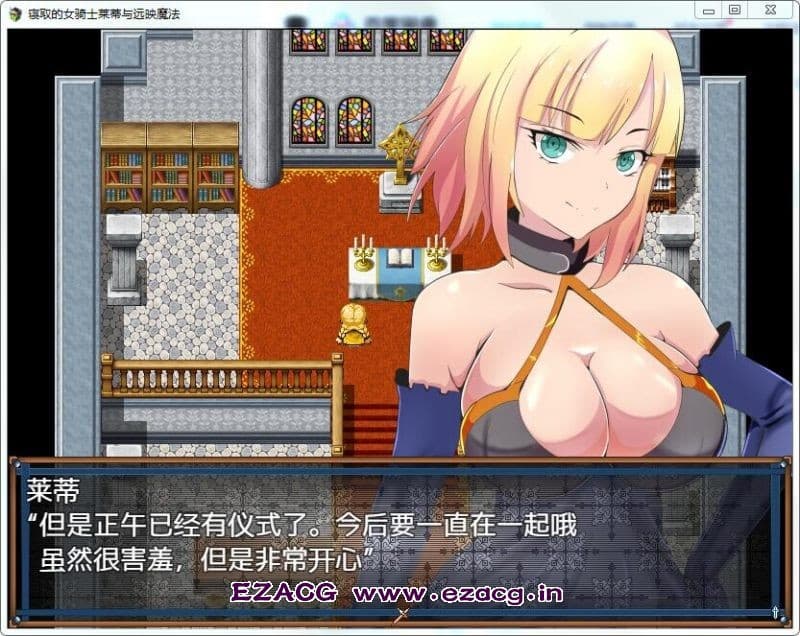 寝取的女骑士莱蒂与远映魔法
莱蒂
“但是正午已经有仪式了。今后要一直在一起哦
虽然很害羞，但是非常开心”
EZACG www.ezacg.in